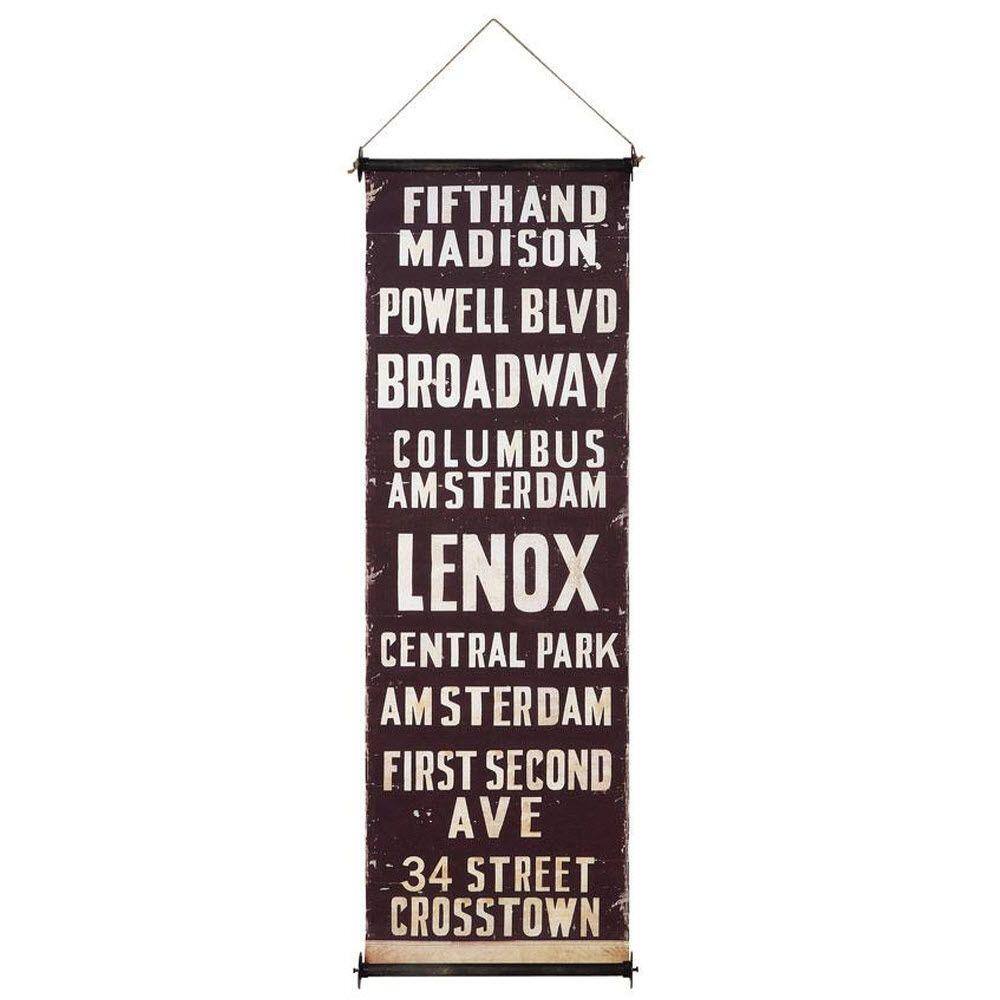 FIFTHAND
MADISON
POWELL BLVD
BROADWAY
COLUMBUS
AMSTERDAM
LENOX
CENTRAL PARK
AMSTERDAM
FIRST SECOND
AVE
34 STREET
CROSSTOWN